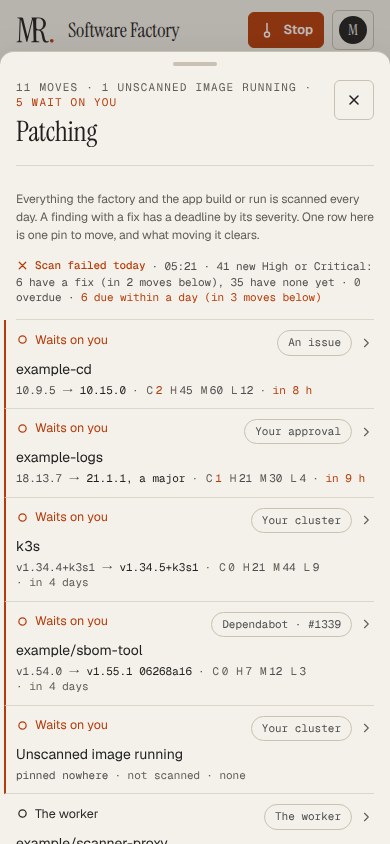 MR. Software Factory Stop M
11 MOVES · 1 UNSCANNED IMAGE RUNNING ·
5 WAIT ON YOU
Patching
Everything the factory and the app build or run is scanned every
day. A finding with a fix has a deadline by its severity. One row here
is one pin to move, and what moving it clears.
Scan failed today · 05:21 · 41 new High or Critical:
6 have a fix (in 2 moves below), 35 have none yet · 0
overdue · 6 due within a day (in 3 moves below)
Waits on you An issue
example-cd
10.9.5 → 10.15.0 · C2 H45 M60 L12 · in 8 h
Waits on you Your approval
example-logs
18.13.7 → 21.1.1, a major · C1 H21 M30 L4 · in 9 h
Waits on you Your cluster
k3s
v1.34.4+k3s1 → v1.34.5+k3s1 · C0 H21 M44 L9
· in 4 days
Waits on you Dependabot · #1339
example/sbom-tool
v1.54.0 → v1.55.1 06268a16 · C0 H7 M12 L3
· in 4 days
Waits on you Your cluster
Unscanned image running
pinned nowhere · not scanned · none
The worker The worker
example/scanner-proxy